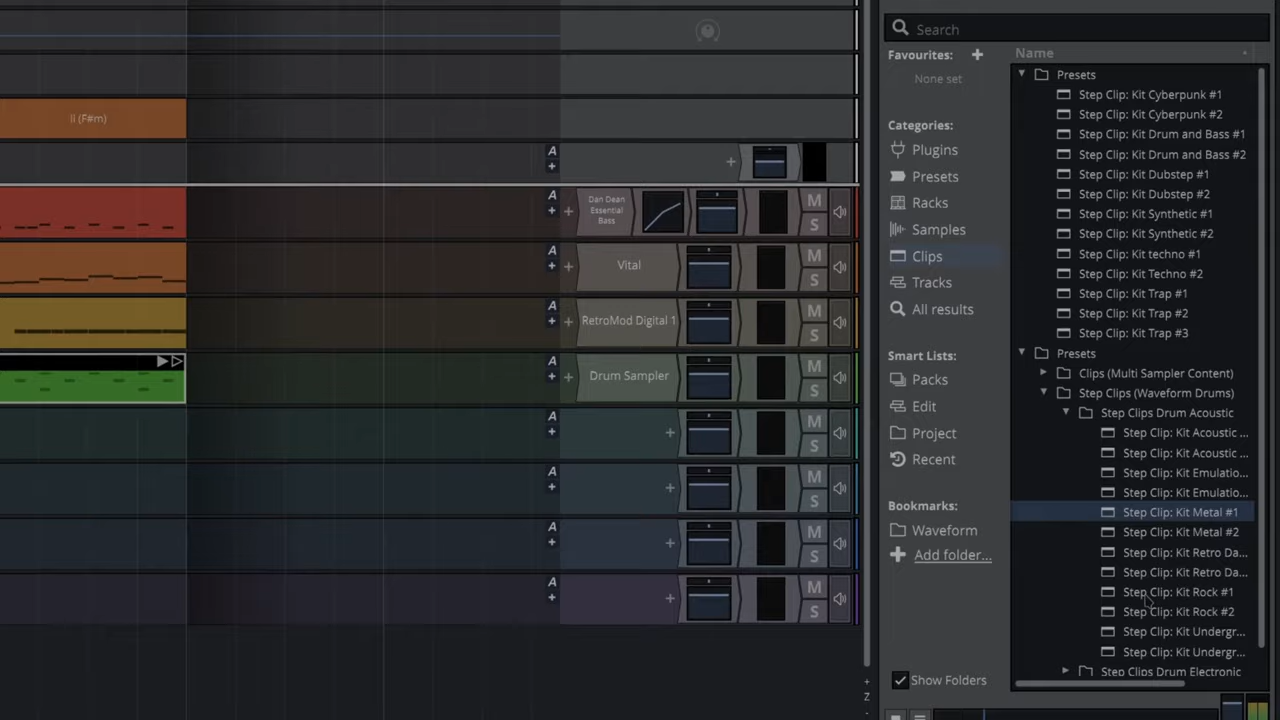 Search
Favourites:
None set
Categories:
Plugins
Presets
Racks
Samples
Clips
Tracks
All results
Smart Lists:
Packs
Edit
Project
Recent
Bookmarks:
Waveform
Add folder...
Show Folders
Name
Presets
Step Clip: Kit Cyberpunk #1
Step Clip: Kit Cyberpunk #2
Step Clip: Kit Drum and Bass #1
Step Clip: Kit Drum and Bass #2
Step Clip: Kit Dubstep #1
Step Clip: Kit Dubstep #2
Step Clip: Kit Synthetic #1
Step Clip: Kit Synthetic #2
Step Clip: Kit techno #1
Step Clip: Kit Techno #2
Step Clip: Kit Trap #1
Step Clip: Kit Trap #2
Step Clip: Kit Trap #3
Presets
Clips (Multi Sampler Content)
Step Clips (Waveform Drums)
Step Clips Drum Acoustic
Step Clip: Kit Acoustic ...
Step Clip: Kit Acoustic ...
Step Clip: Kit Emulatio...
Step Clip: Kit Emulatio...
Step Clip: Kit Metal #1
Step Clip: Kit Metal #2
Step Clip: Kit Retro Da...
Step Clip: Kit Retro Da...
Step Clip: Kit Rock #1
Step Clip: Kit Rock #2
Step Clip: Kit Undergr...
Step Clip: Kit Undergr...
Step Clips Drum Electronic
A
A
Dan Dean
Essential
Bass
M
S
A
Vital
M
S
A
RetroMod Digital 1
M
S
A
Drum Sampler
M
S
A
M
S
A
M
S
A
M
S
A
M
S
Z